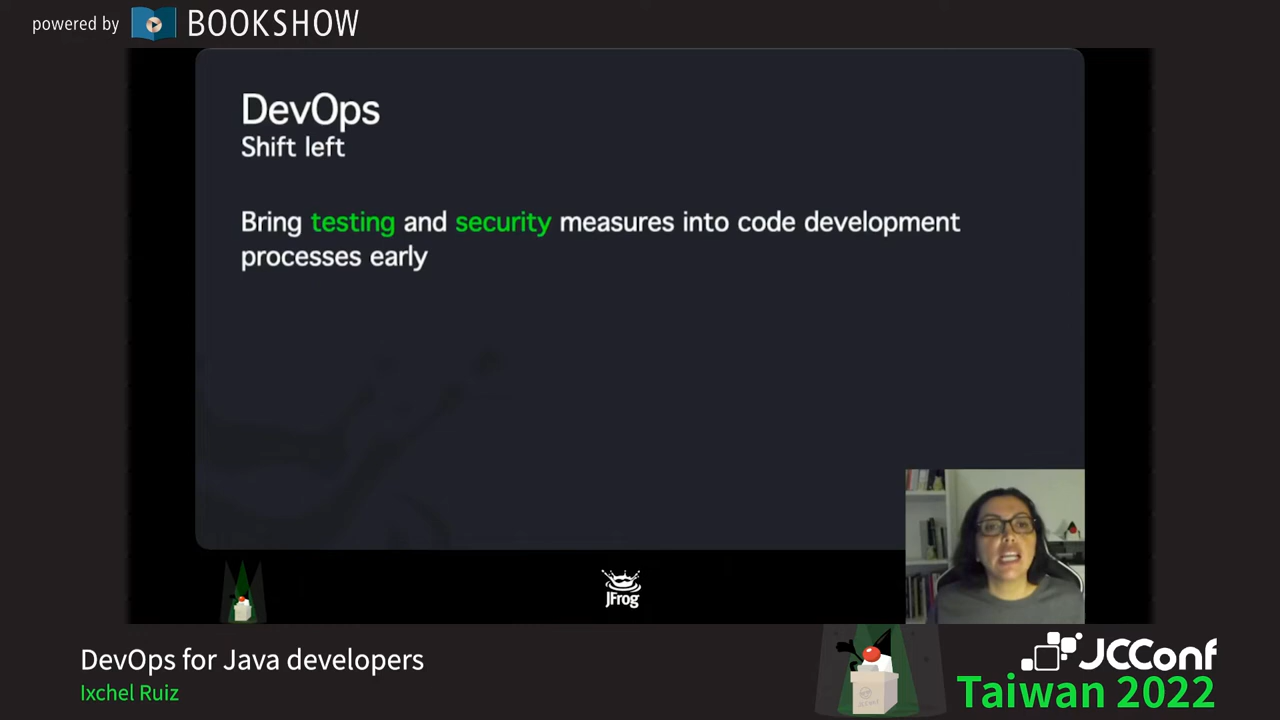 powered by BOOKSHOW
DevOps
Shift left
Bring testing and security measures into code development
processes early
JFrog
DevOps for Java developers
Ixchel Ruiz
JCConf
Taiwan 2022